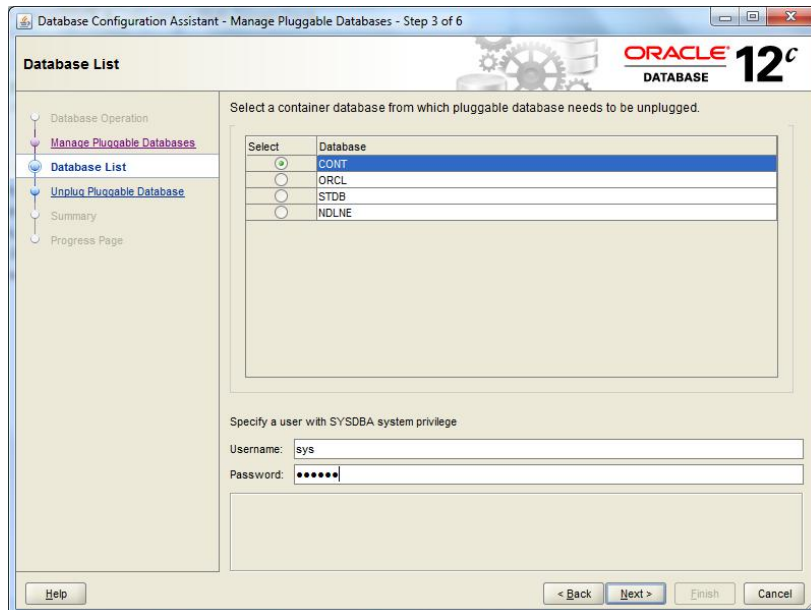 Database Configuration Assistant - Manage Pluggable Databases - Step 3 of 6
Database List
ORACLE
DATABASE
12c
Database Operation
Manage Pluggable Databases
Database List
Unplug Pluggable Database
Summary
Progress Page
Select a container database from which pluggable database needs to be unplugged.
Select Database
CONT
ORCL
STDB
NDLNE
Specify a user with SYSDBA system privilege
Username: sys
Password: ●●●●●●
Help < Back Next > Finish Cancel